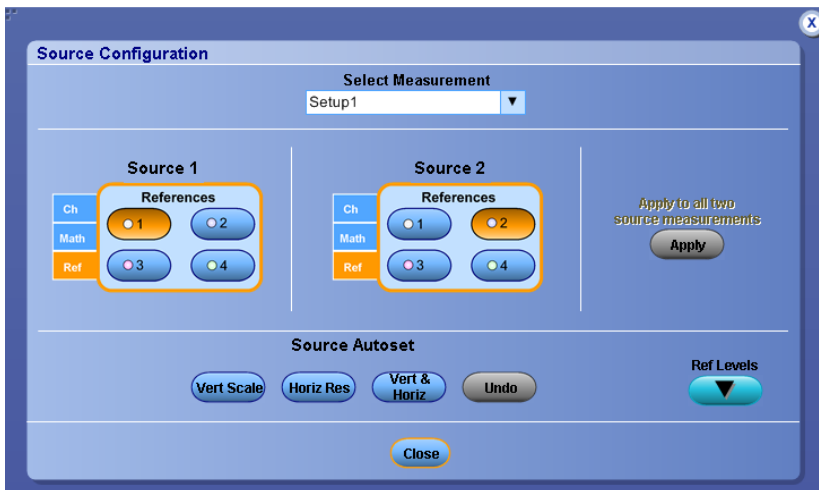 X
Source Configuration
Select Measurement
Setup1
Source 1
References
Ch
Math
Ref
1
2
3
4
Source 2
References
Ch
Math
Ref
1
2
3
4
Apply to all two
source measurements
Apply
Source Autoset
Vert Scale
Horiz Res
Vert &
Horiz
Undo
Ref Levels
Close